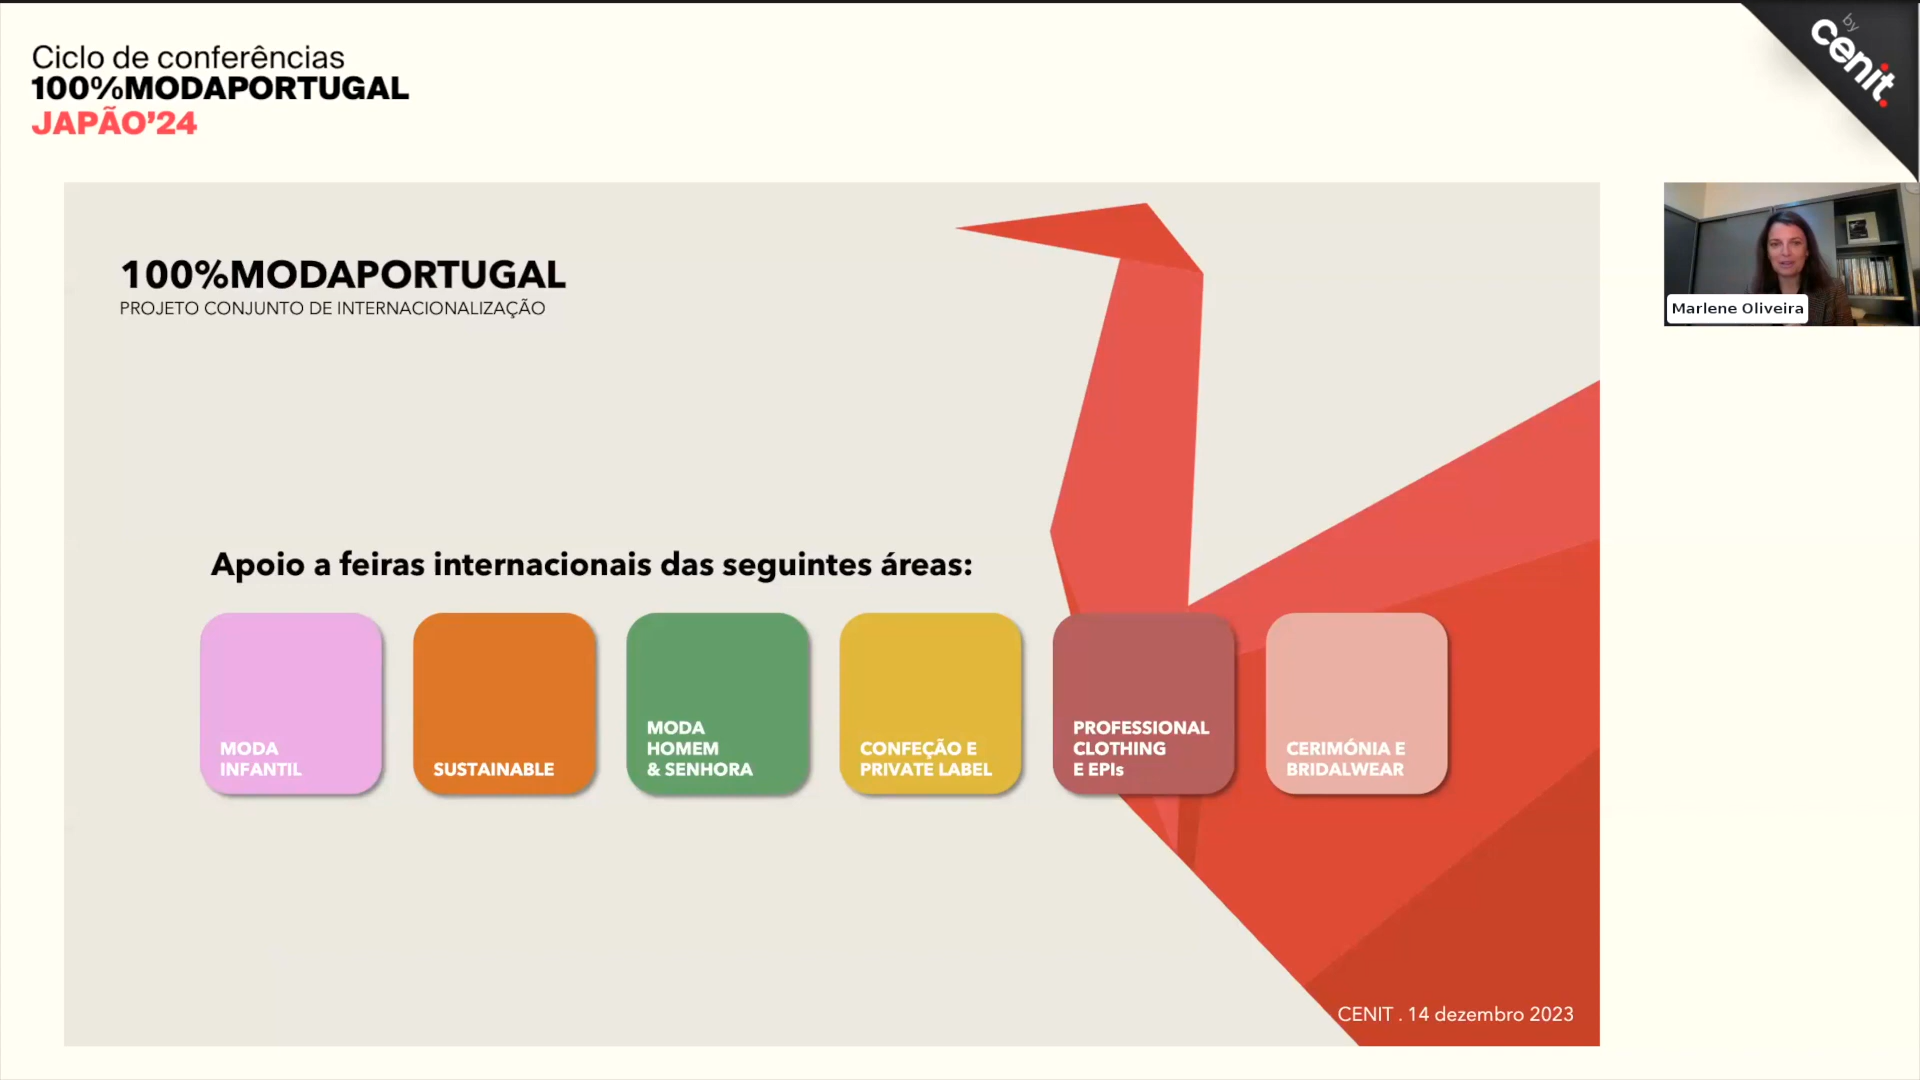 Ciclo de conferências
100%MODAPORTUGAL
JAPÃO’24
by
cenit.
100%MODAPORTUGAL
PROJETO CONJUNTO DE INTERNACIONALIZAÇÃO
Marlene Oliveira
Apoio a feiras internacionais das seguintes áreas:
MODA
INFANTIL
SUSTAINABLE
MODA
HOMEM
& SENHORA
CONFEÇÃO E
PRIVATE LABEL
PROFESSIONAL
CLOTHING
E EPIs
CERIMÓNIA E
BRIDALWEAR
CENIT . 14 dezembro 2023